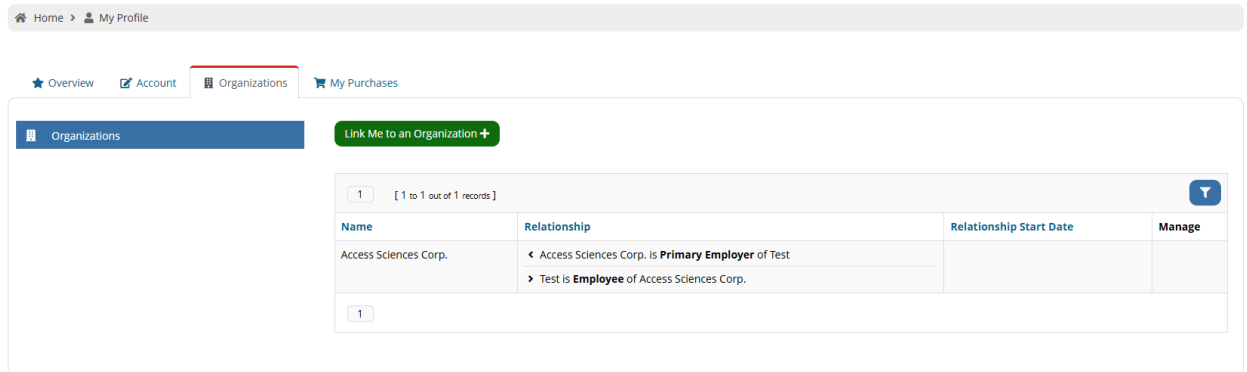 Home > My Profile
Overview Account Organizations My Purchases
Organizations
Link Me to an Organization +
1 [ 1 to 1 out of 1 records ]
Name Relationship Relationship Start Date Manage
Access Sciences Corp. < Access Sciences Corp. is Primary Employer of Test
> Test is Employee of Access Sciences Corp.
1